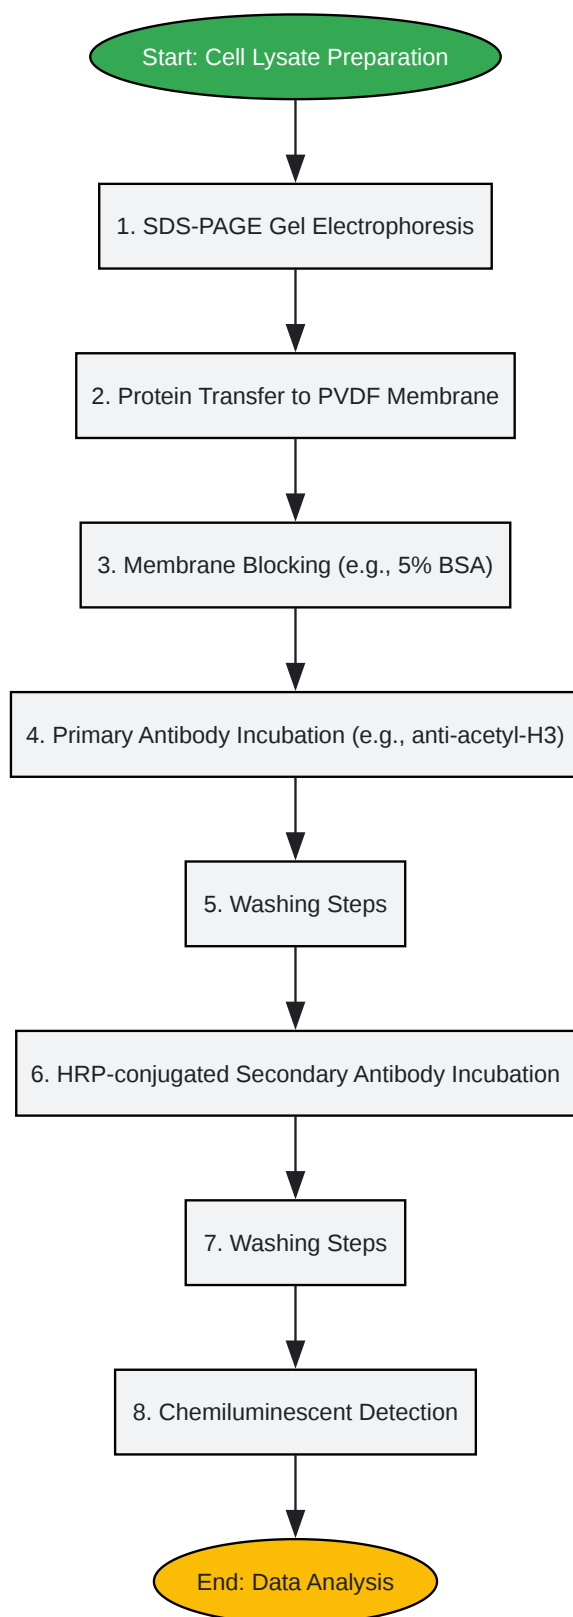 Start: Cell Lysate Preparation
1. SDS-PAGE Gel Electrophoresis
2. Protein Transfer to PVDF Membrane
3. Membrane Blocking (e.g., 5% BSA)
4. Primary Antibody Incubation (e.g., anti-acetyl-H3)
5. Washing Steps
6. HRP-conjugated Secondary Antibody Incubation
7. Washing Steps
8. Chemiluminescent Detection
End: Data Analysis